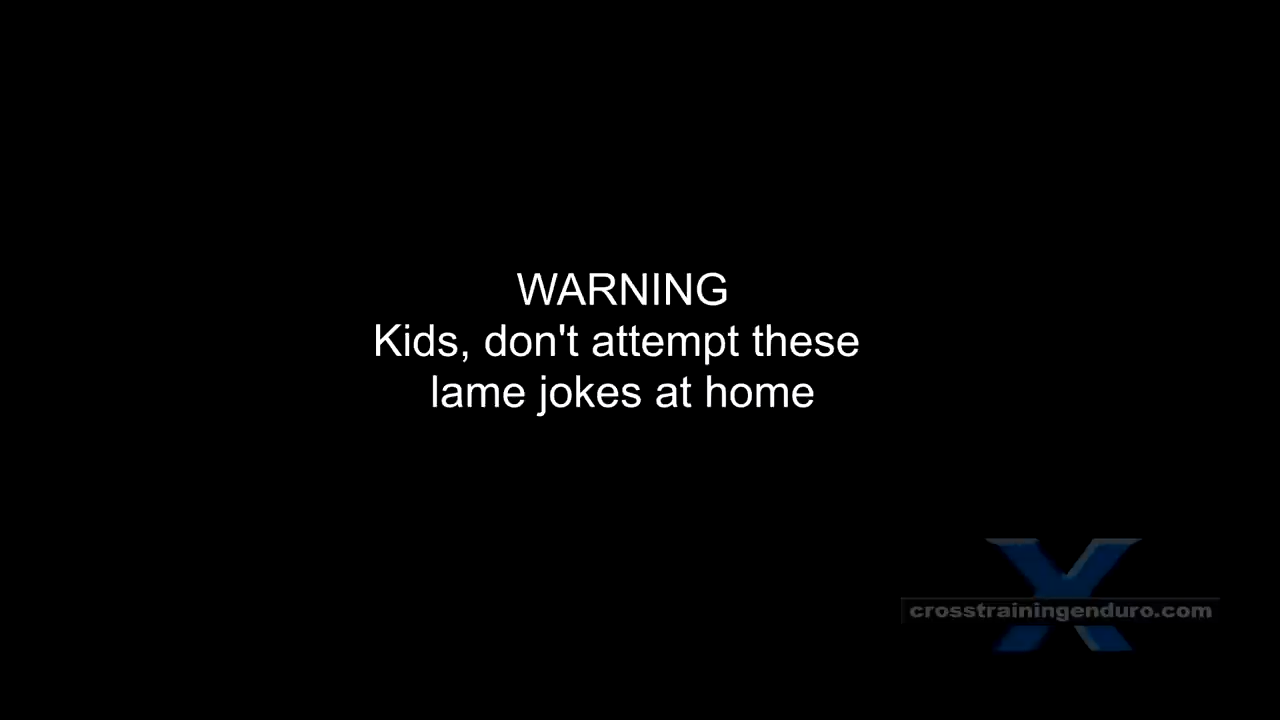 WARNING
Kids, don't attempt these
lame jokes at home
X
crosstrainingenduro.com